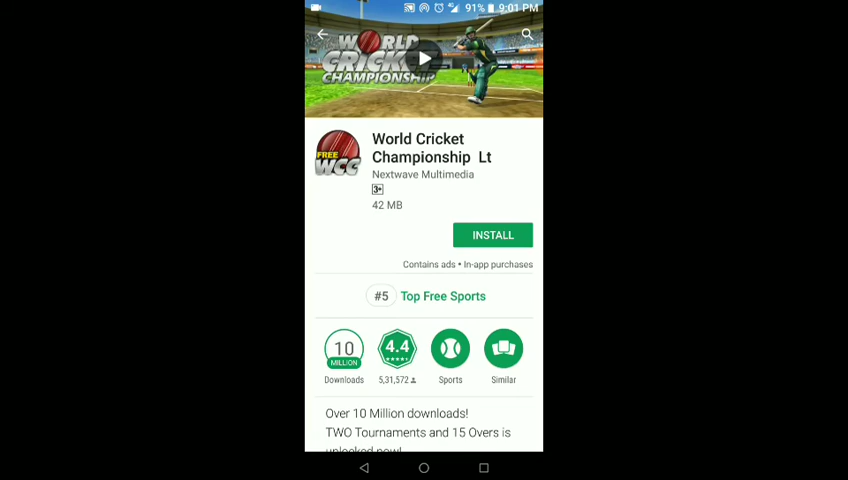 91% 9:01 PM
WORLD
CRICKET
CHAMPIONSHIP
World Cricket
Championship Lt
FREE
WCC
Nextwave Multimedia
3+
42 MB
INSTALL
Contains ads • In-app purchases
#5 Top Free Sports
10
MILLION
4.4
Downloads
5,31,572
Sports
Similar
Over 10 Million downloads!
TWO Tournaments and 15 Overs is
unlocked now!